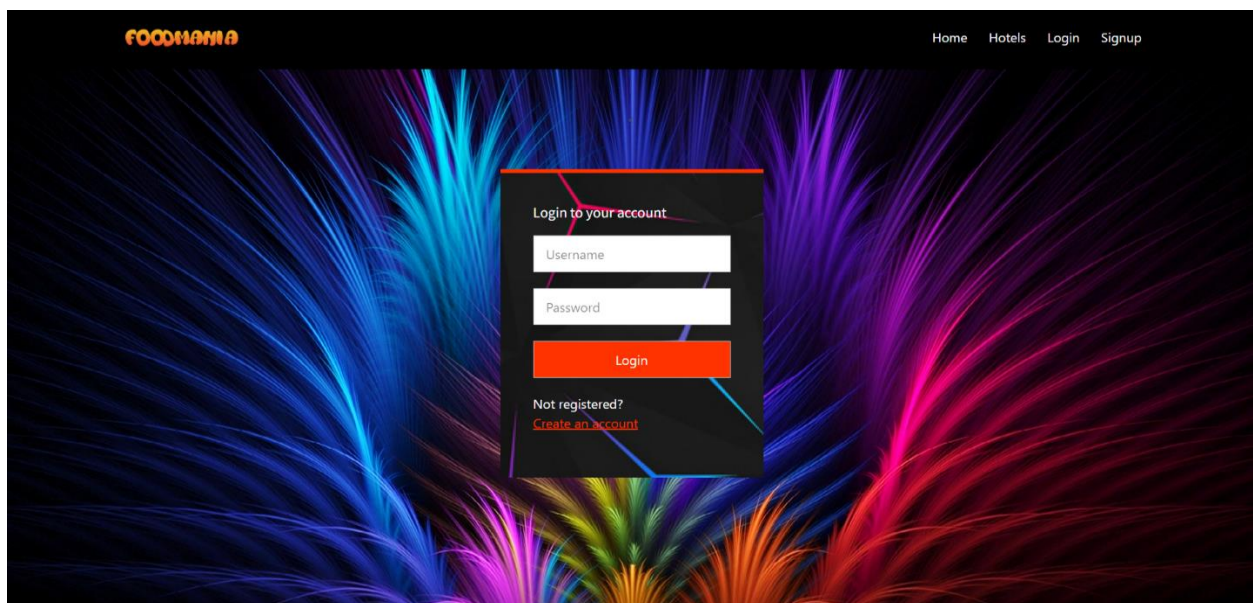 FOODMANIA
Home Hotels Login Signup
Login to your account
Username
Password
Login
Not registered?
Create an account